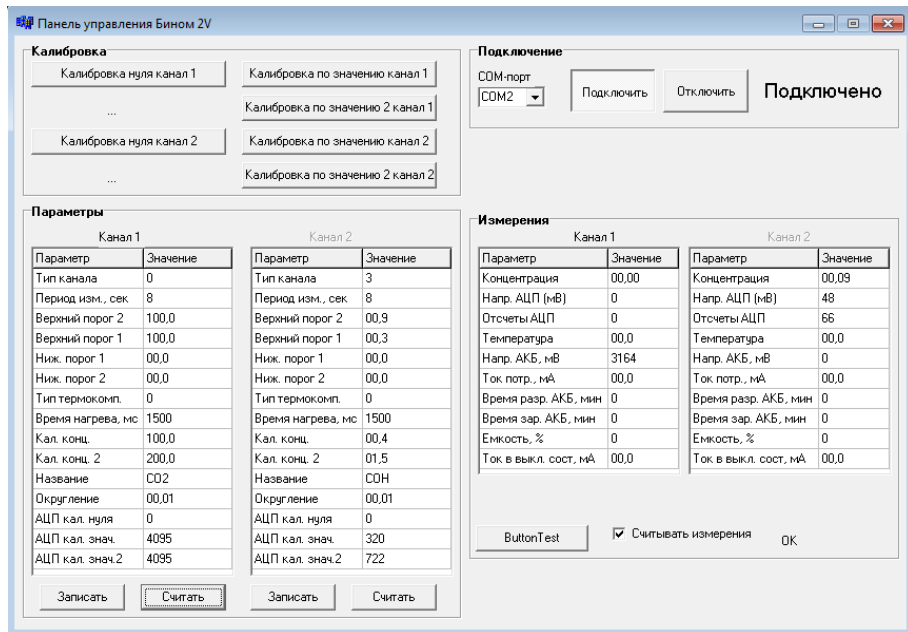 Панель управления Бином 2V
Калибровка
Калибровка нуля канал 1
Калибровка по значению канал 1
...
Калибровка по значению 2 канал 1
Калибровка нуля канал 2
Калибровка по значению канал 2
...
Калибровка по значению 2 канал 2
Подключение
COM-порт
COM2
Подключить
Отключить
Подключено
Параметры
Канал 1
Параметр Значение
Тип канала 0
Период изм., сек 8
Верхний порог 2 100,0
Верхний порог 1 100,0
Ниж. порог 1 00,0
Ниж. порог 2 00,0
Тип термокомп. 0
Время нагрева, мс 1500
Кал. конц. 100,0
Кал. конц. 2 200,0
Название CO2
Округление 00,01
АЦП кал. нуля 0
АЦП кал. знач. 4095
АЦП кал. знач.2 4095
Записать
Считать
Канал 2
Параметр Значение
Тип канала 3
Период изм., сек 8
Верхний порог 2 00,9
Верхний порог 1 00,3
Ниж. порог 1 00,0
Ниж. порог 2 00,0
Тип термокомп. 0
Время нагрева, мс 1500
Кал. конц. 00,4
Кал. конц. 2 01,5
Название COH
Округление 00,01
АЦП кал. нуля 0
АЦП кал. знач. 320
АЦП кал. знач.2 722
Записать
Считать
Измерения
Канал 1
Параметр Значение
Концентрация 00,00
Напр. АЦП (мВ) 0
Отсчеты АЦП 0
Температура 00,0
Напр. АКБ, мВ 3164
Ток потр., мА 00,0
Время разр. АКБ, мин 0
Время зар. АКБ, мин 0
Емкость, % 0
Ток в выкл. сост, мА 00,0
Канал 2
Параметр Значение
Концентрация 00,09
Напр. АЦП (мВ) 48
Отсчеты АЦП 66
Температура 00,0
Напр. АКБ, мВ 0
Ток потр., мА 00,0
Время разр. АКБ, мин 0
Время зар. АКБ, мин 0
Емкость, % 0
Ток в выкл. сост, мА 00,0
ButtonTest
Считывать измерения
OK